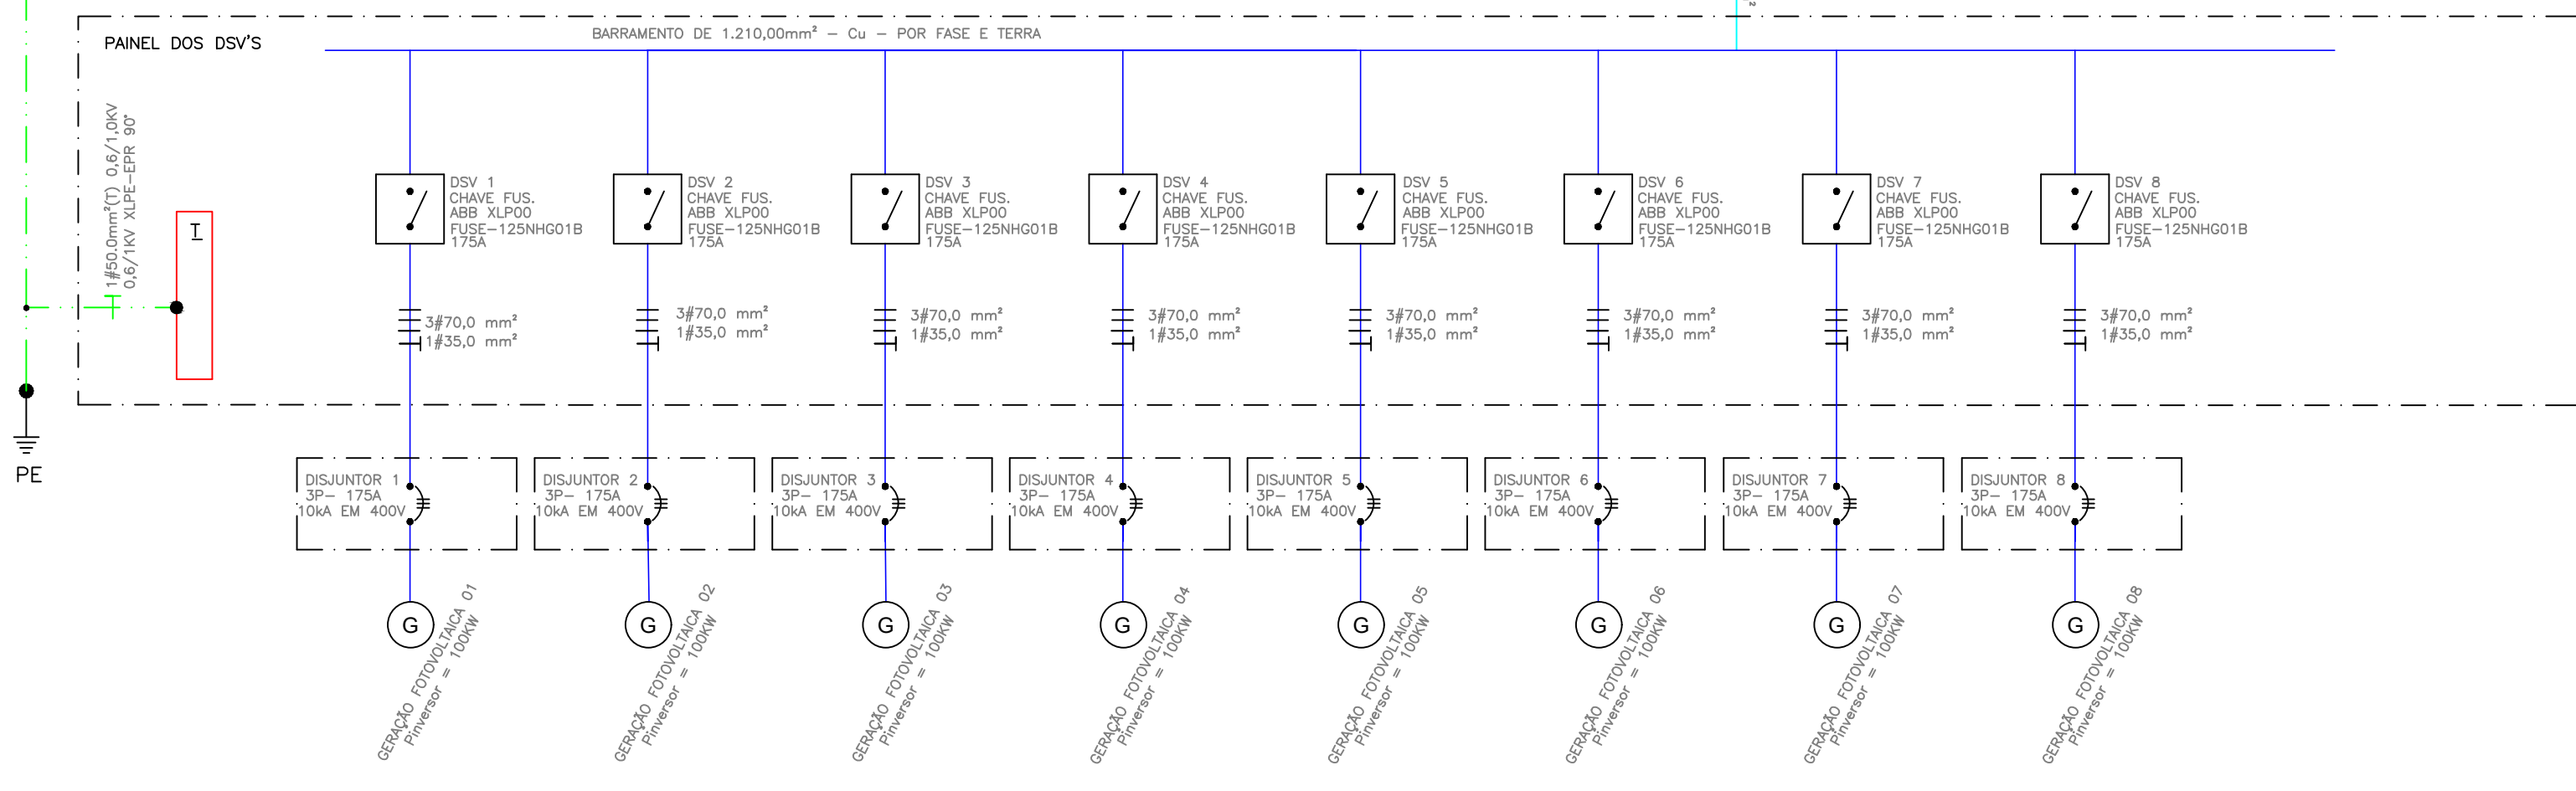 PAINEL DOS DSV'S
BARRAMENTO DE 1.210,00mm² – Cu – POR FASE E TERRA
1#50.0mm²(T) 0,6/1,0KV
0,6/1KV XLPE-EPR 90°
T
PE
DSV 1
CHAVE FUS.
ABB XLP00
FUSE-125NHG01B
175A
DSV 2
CHAVE FUS.
ABB XLP00
FUSE-125NHG01B
175A
DSV 3
CHAVE FUS.
ABB XLP00
FUSE-125NHG01B
175A
DSV 4
CHAVE FUS.
ABB XLP00
FUSE-125NHG01B
175A
DSV 5
CHAVE FUS.
ABB XLP00
FUSE-125NHG01B
175A
DSV 6
CHAVE FUS.
ABB XLP00
FUSE-125NHG01B
175A
DSV 7
CHAVE FUS.
ABB XLP00
FUSE-125NHG01B
175A
DSV 8
CHAVE FUS.
ABB XLP00
FUSE-125NHG01B
175A
3#70,0 mm²
1#35,0 mm²
3#70,0 mm²
1#35,0 mm²
3#70,0 mm²
1#35,0 mm²
3#70,0 mm²
1#35,0 mm²
3#70,0 mm²
1#35,0 mm²
3#70,0 mm²
1#35,0 mm²
3#70,0 mm²
1#35,0 mm²
3#70,0 mm²
1#35,0 mm²
DISJUNTOR 1
3P- 175A
10kA EM 400V
DISJUNTOR 2
3P- 175A
10kA EM 400V
DISJUNTOR 3
3P- 175A
10kA EM 400V
DISJUNTOR 4
3P- 175A
10kA EM 400V
DISJUNTOR 5
3P- 175A
10kA EM 400V
DISJUNTOR 6
3P- 175A
10kA EM 400V
DISJUNTOR 7
3P- 175A
10kA EM 400V
DISJUNTOR 8
3P- 175A
10kA EM 400V
G
GERAÇÃO FOTOVOLTAICA 01
Pinversor = 100KW
G
GERAÇÃO FOTOVOLTAICA 02
Pinversor = 100KW
G
GERAÇÃO FOTOVOLTAICA 03
Pinversor = 100KW
G
GERAÇÃO FOTOVOLTAICA 04
Pinversor = 100KW
G
GERAÇÃO FOTOVOLTAICA 05
Pinversor = 100KW
G
GERAÇÃO FOTOVOLTAICA 06
Pinversor = 100KW
G
GERAÇÃO FOTOVOLTAICA 07
Pinversor = 100KW
G
GERAÇÃO FOTOVOLTAICA 08
Pinversor = 100KW